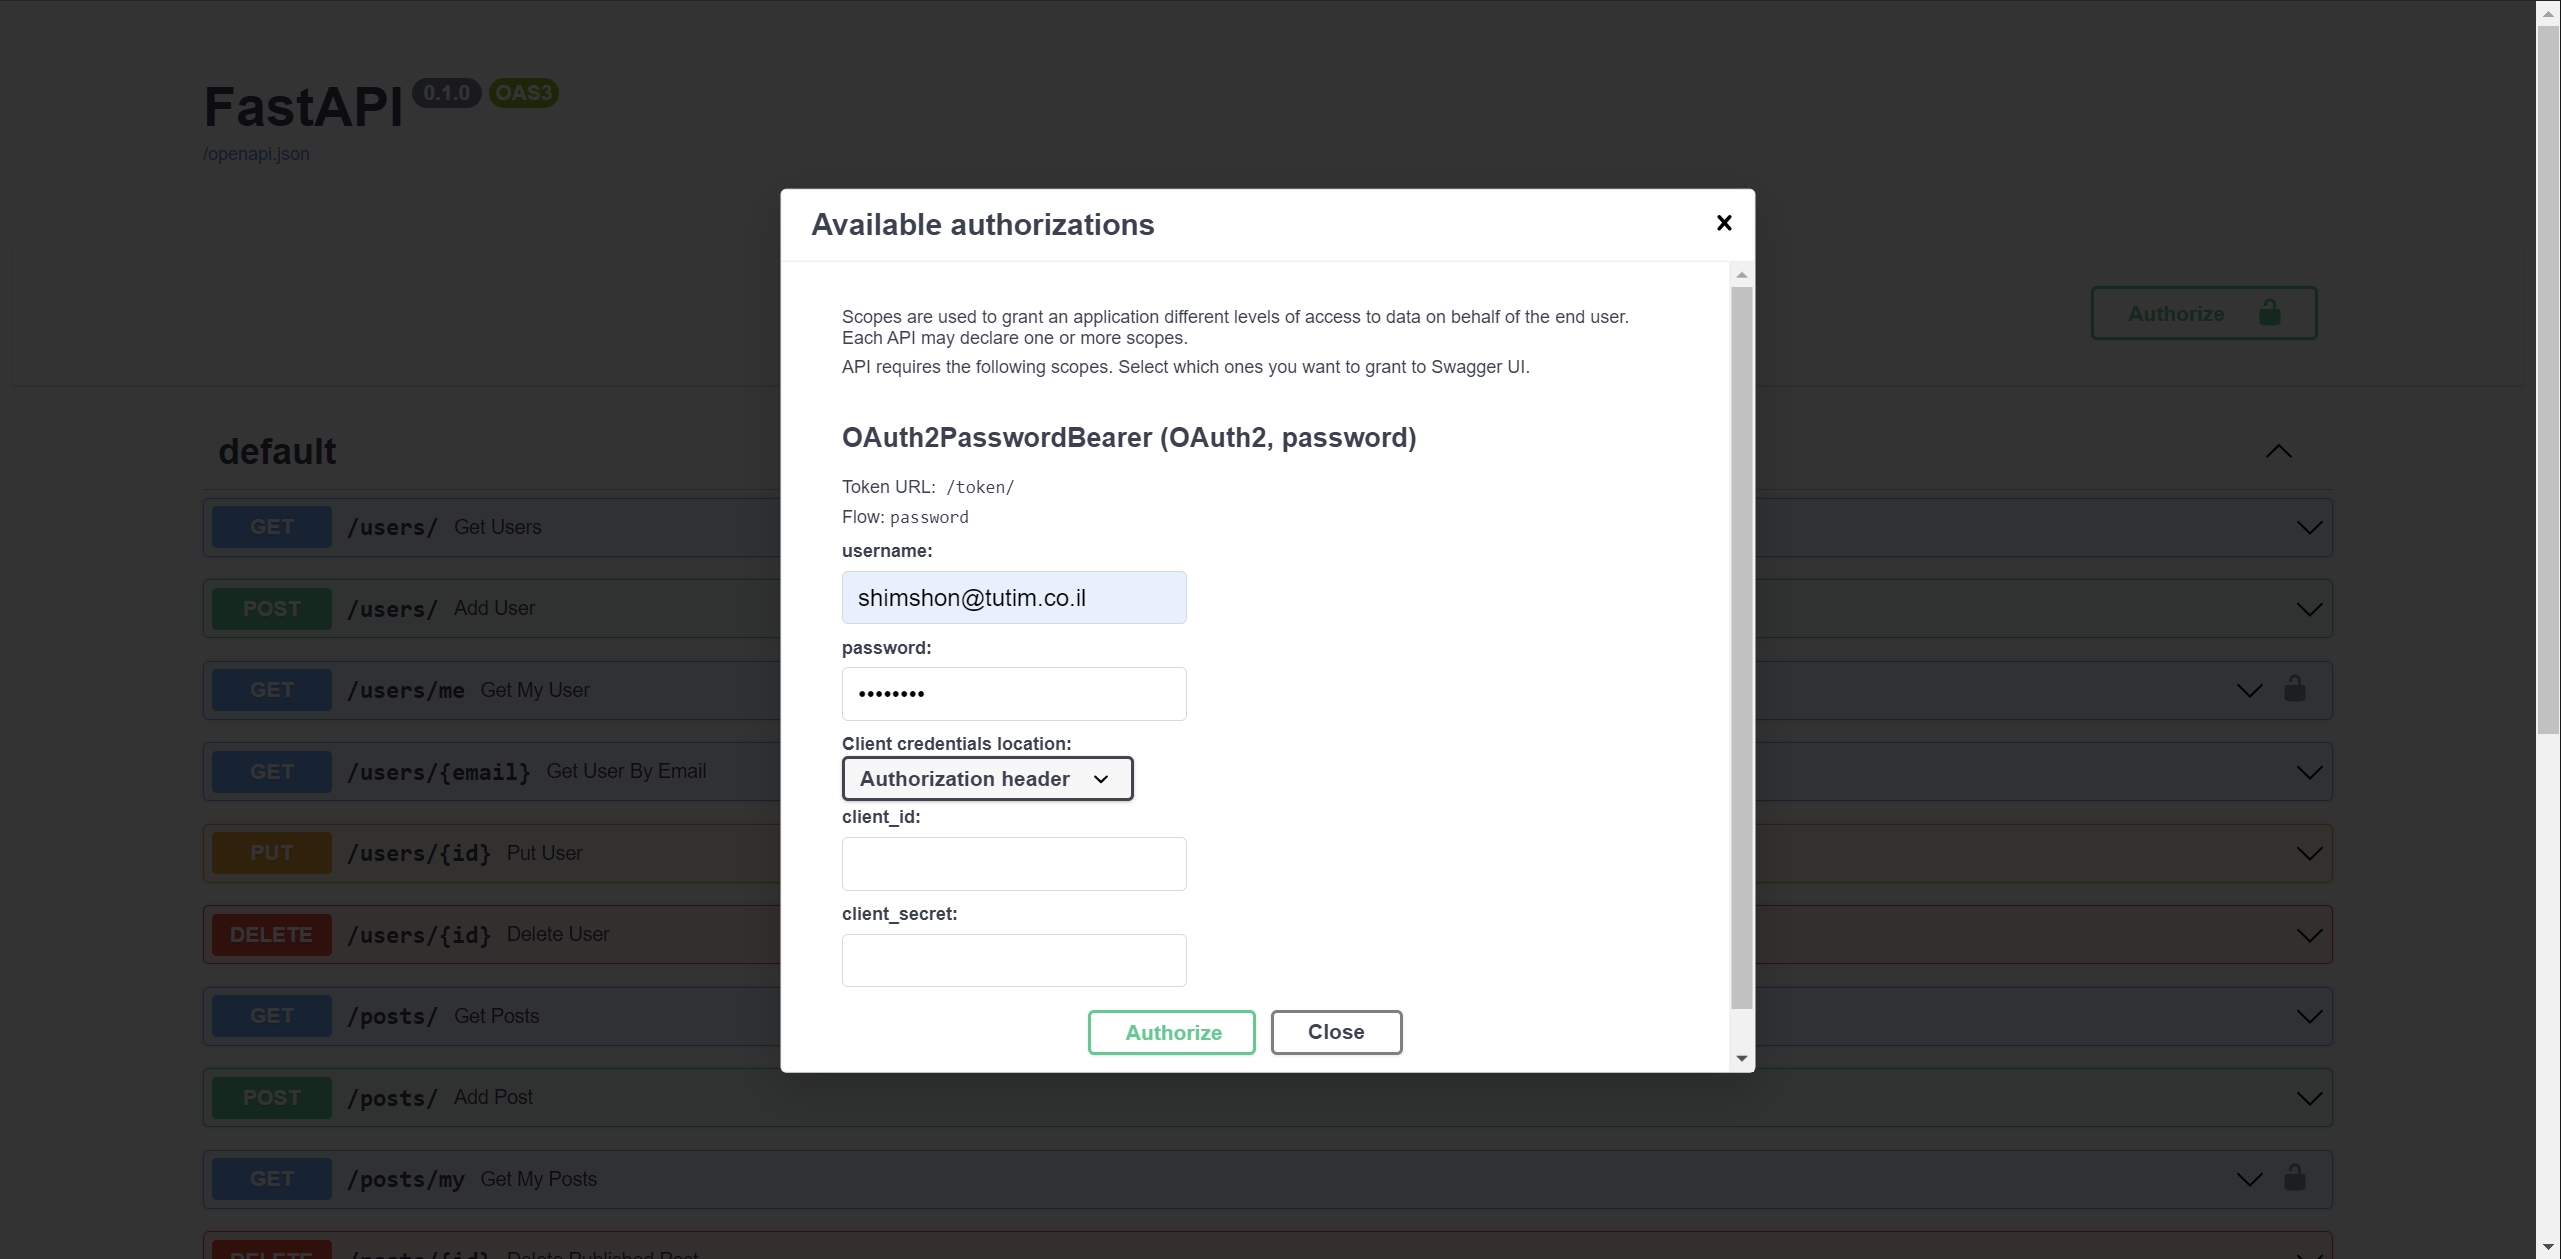 FastAPI 0.1.0 OAS3
/openapi.json
Authorize
default
GET /users/ Get Users
POST /users/ Add User
GET /users/me Get My User
GET /users/{email} Get User By Email
PUT /users/{id} Put User
DELETE /users/{id} Delete User
GET /posts/ Get Posts
POST /posts/ Add Post
GET /posts/my Get My Posts
DELETE /posts/{id} Delete Published Post
Available authorizations
Scopes are used to grant an application different levels of access to data on behalf of the end user.
Each API may declare one or more scopes.
API requires the following scopes. Select which ones you want to grant to Swagger UI.
OAuth2PasswordBearer (OAuth2, password)
Token URL: /token/
Flow: password
username:
shimshon@tutim.co.il
password:
••••••••
Client credentials location:
Authorization header
client_id:
client_secret:
Authorize Close